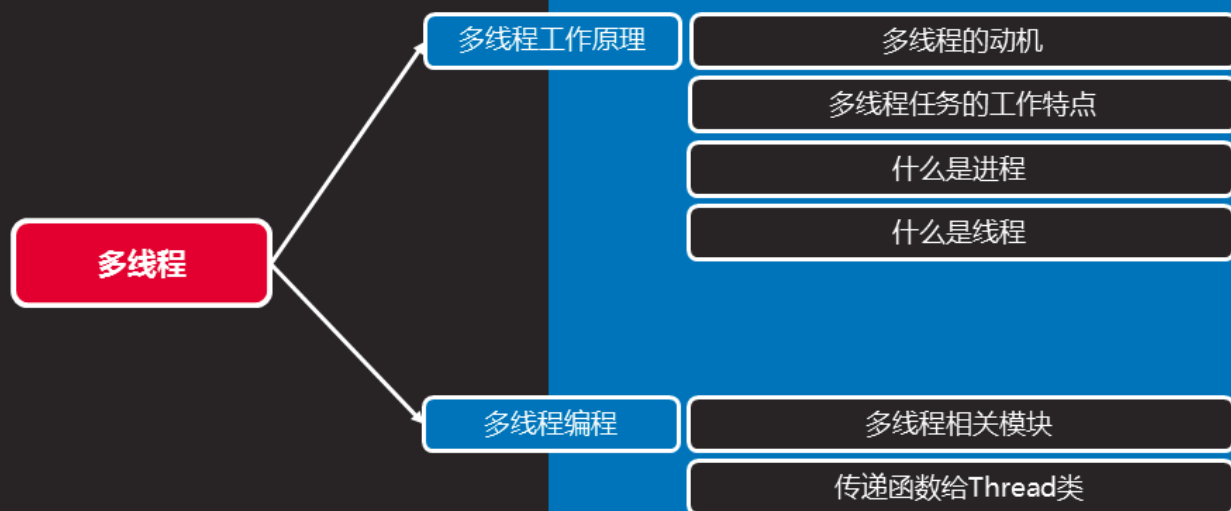 多线程
多线程工作原理
多线程的动机
多线程任务的工作特点
什么是进程
什么是线程
多线程编程
多线程相关模块
传递函数给Thread类